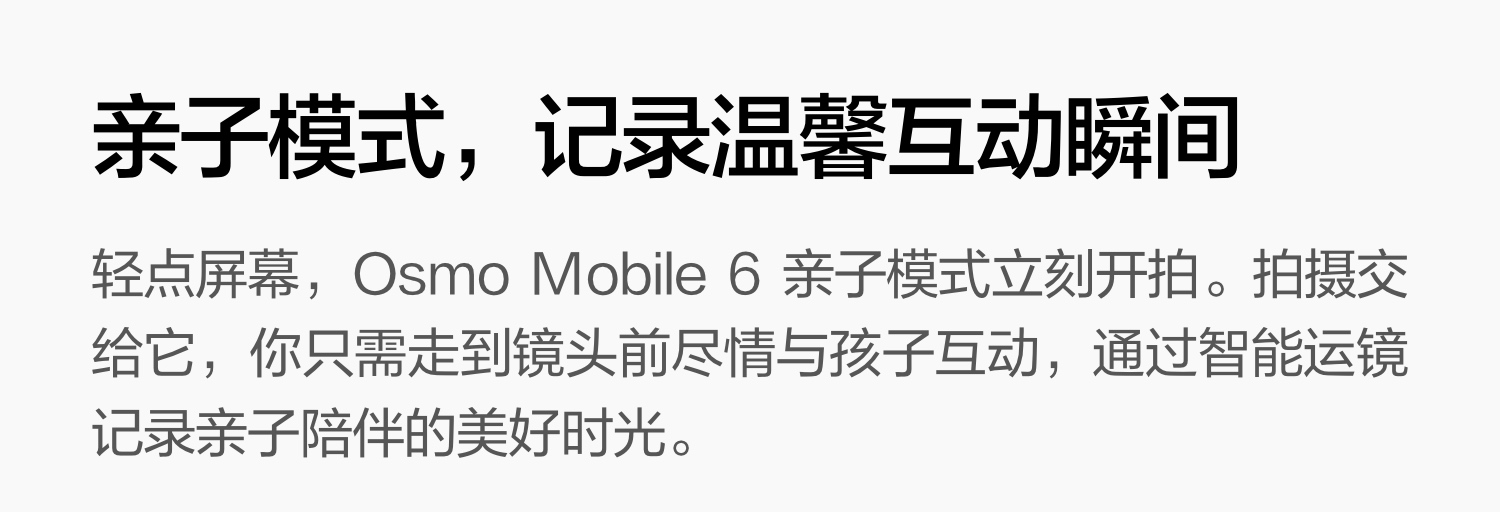 亲子模式，记录温馨互动瞬间
轻点屏幕，Osmo Mobile 6 亲子模式立刻开拍。拍摄交
给它，你只需走到镜头前尽情与孩子互动，通过智能运镜
记录亲子陪伴的美好时光。